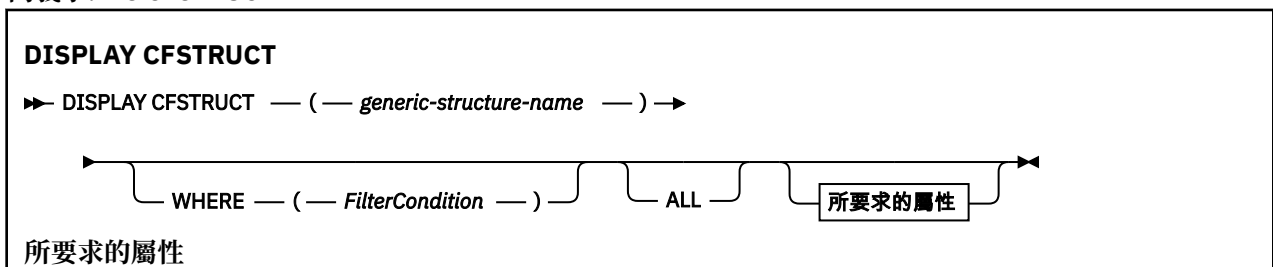 DISPLAY CFSTRUCT
DISPLAY CFSTRUCT — ( — generic-structure-name — )
WHERE — ( — FilterCondition — ) ALL 所要求的屬性
所要求的屬性